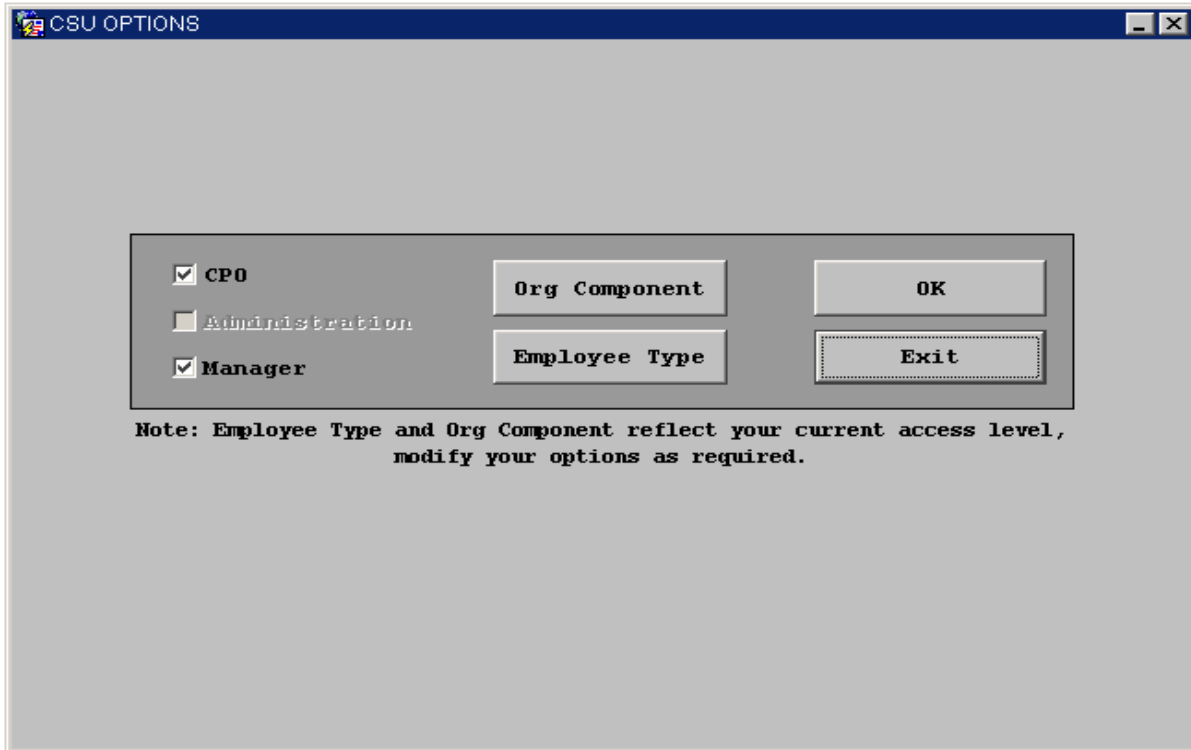 CSU OPTIONS
CPO
Org Component
OK
Administration
Employee Type
Exit
Manager
Note: Employee Type and Org Component reflect your current access level,
modify your options as required.